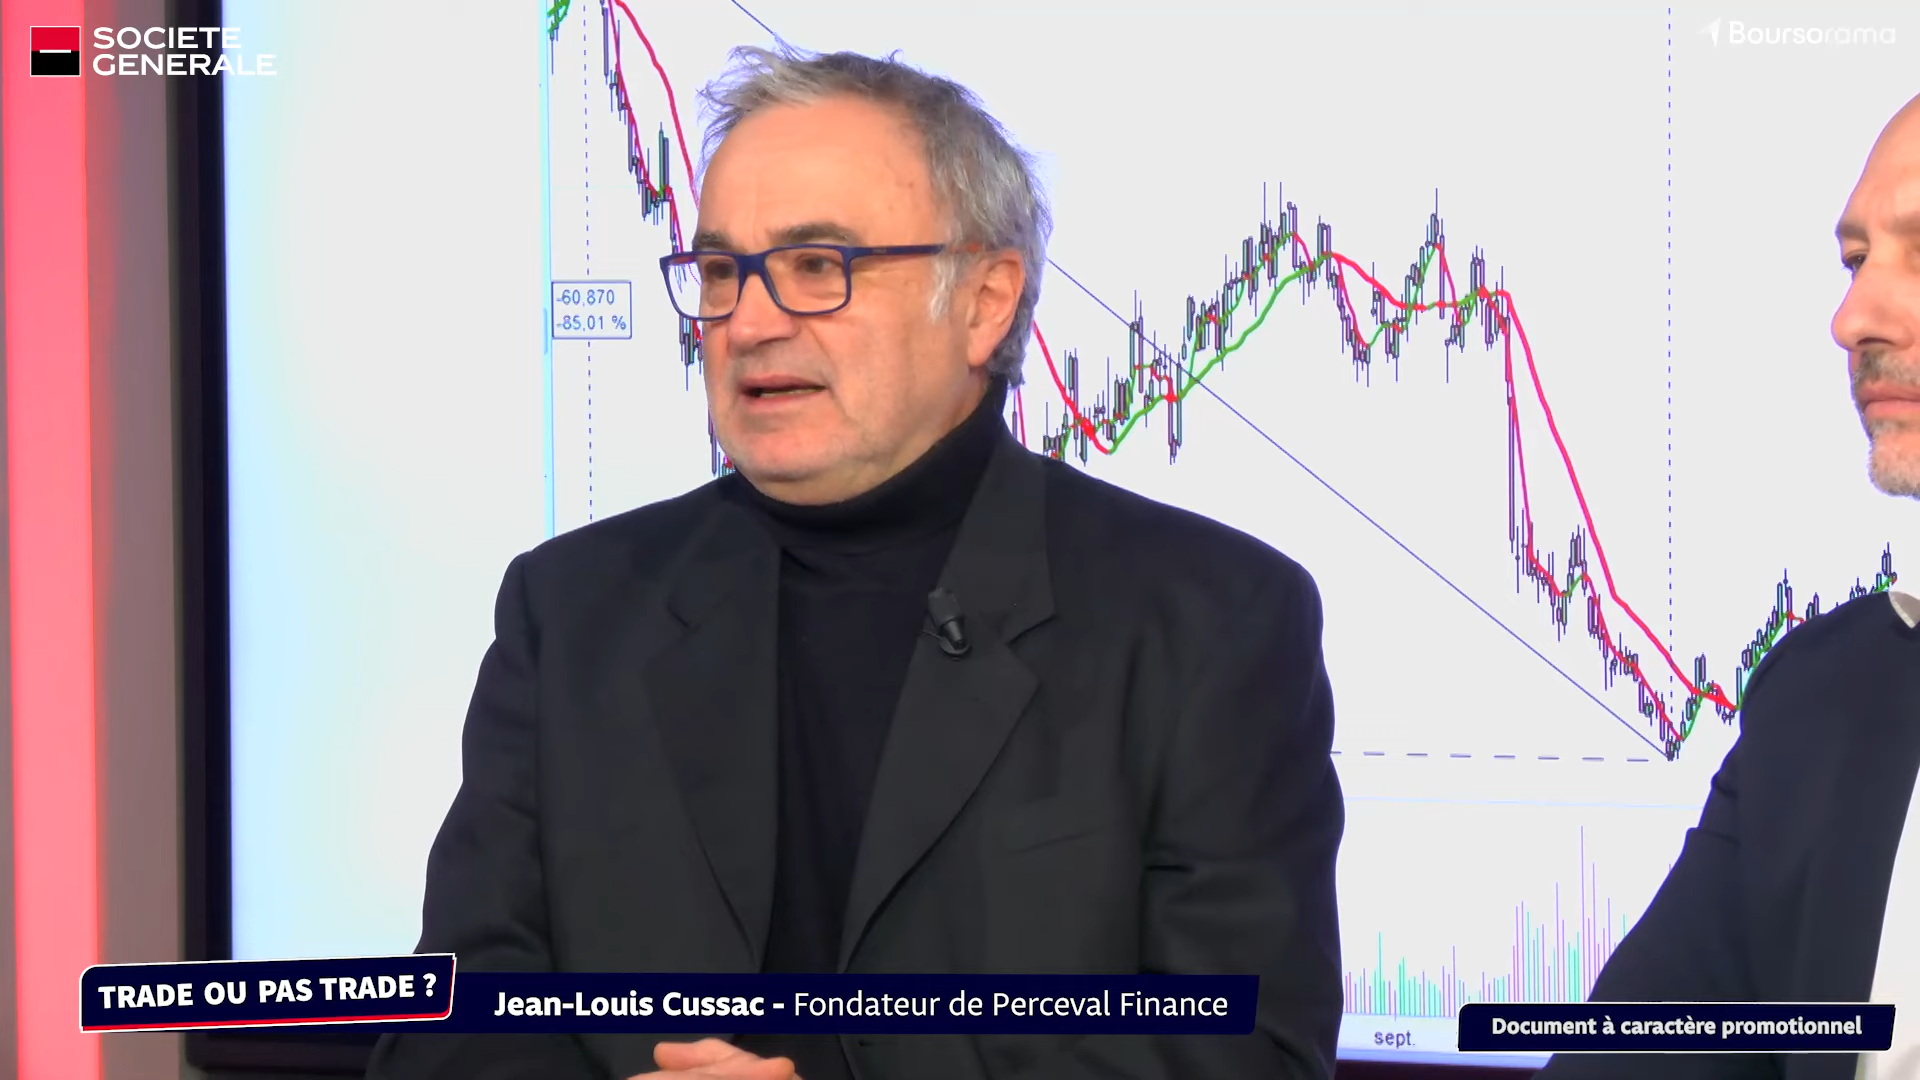 SOCIETE
GENERALE
Boursorama
-60,870
-85,01 %
TRADE OU PAS TRADE ?
Jean-Louis Cussac - Fondateur de Perceval Finance
sept.
Document à caractère promotionnel